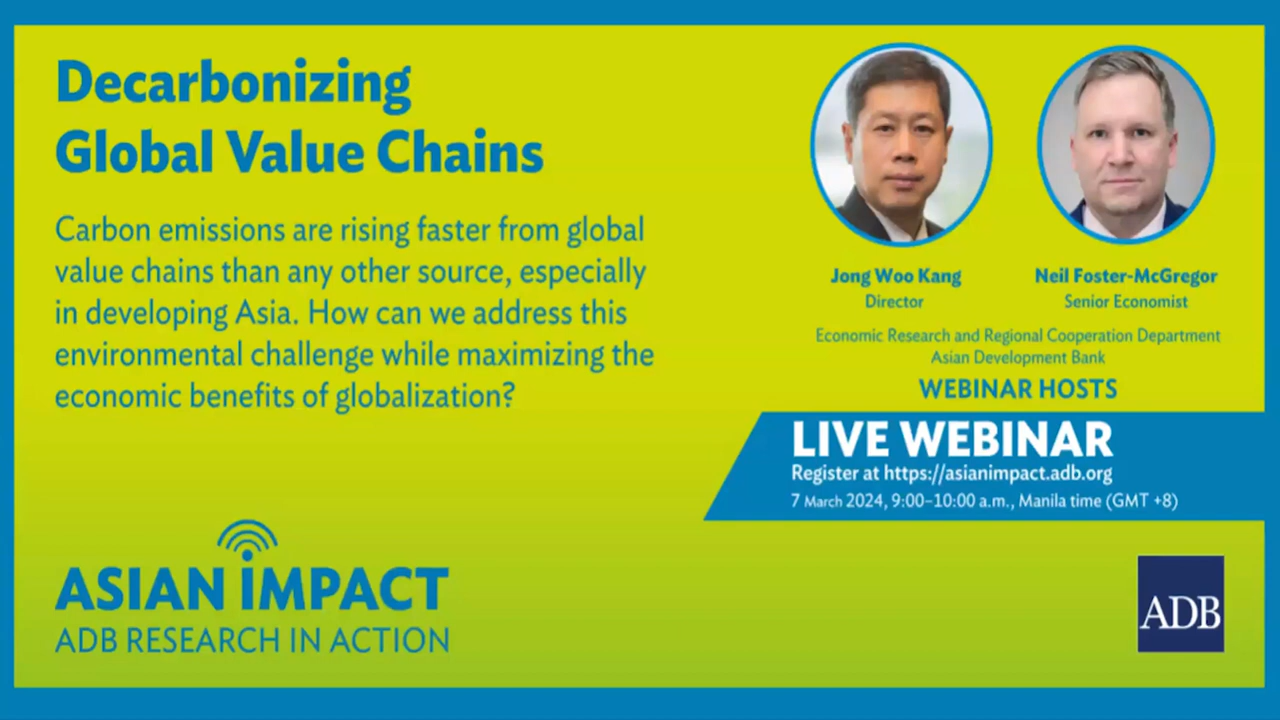 Decarbonizing
Global Value Chains
Carbon emissions are rising faster from global
value chains than any other source, especially
in developing Asia. How can we address this
environmental challenge while maximizing the
economic benefits of globalization?
Jong Woo Kang
Director
Neil Foster-McGregor
Senior Economist
Economic Research and Regional Cooperation Department
Asian Development Bank
WEBINAR HOSTS
LIVE WEBINAR
Register at https://asianimpact.adb.org
7 March 2024, 9:00–10:00 a.m., Manila time (GMT +8)
ASIAN IMPACT
ADB RESEARCH IN ACTION
ADB